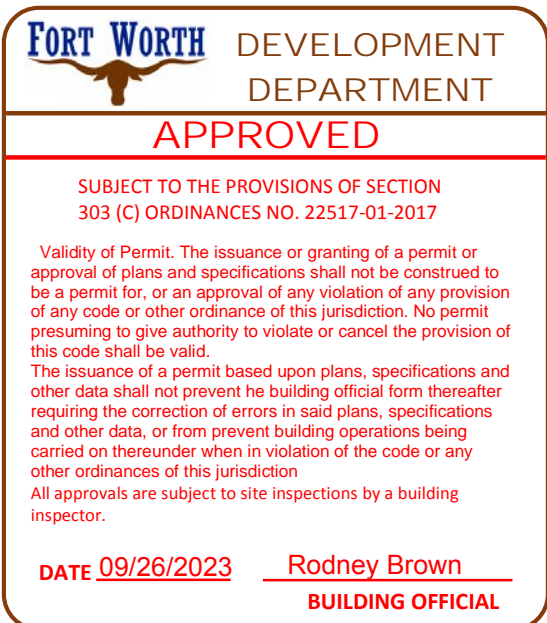 FORT WORTH
DEVELOPMENT
DEPARTMENT
APPROVED
SUBJECT TO THE PROVISIONS OF SECTION
303 (C) ORDINANCES NO. 22517-01-2017
Validity of Permit. The issuance or granting of a permit or
approval of plans and specifications shall not be construed to
be a permit for, or an approval of any violation of any provision
of any code or other ordinance of this jurisdiction. No permit
presuming to give authority to violate or cancel the provision of
this code shall be valid.
The issuance of a permit based upon plans, specifications and
other data shall not prevent he building official form thereafter
requiring the correction of errors in said plans, specifications
and other data, or from prevent building operations being
carried on thereunder when in violation of the code or any
other ordinances of this jurisdiction
All approvals are subject to site inspections by a building
inspector.
DATE 09/26/2023 Rodney Brown
BUILDING OFFICIAL